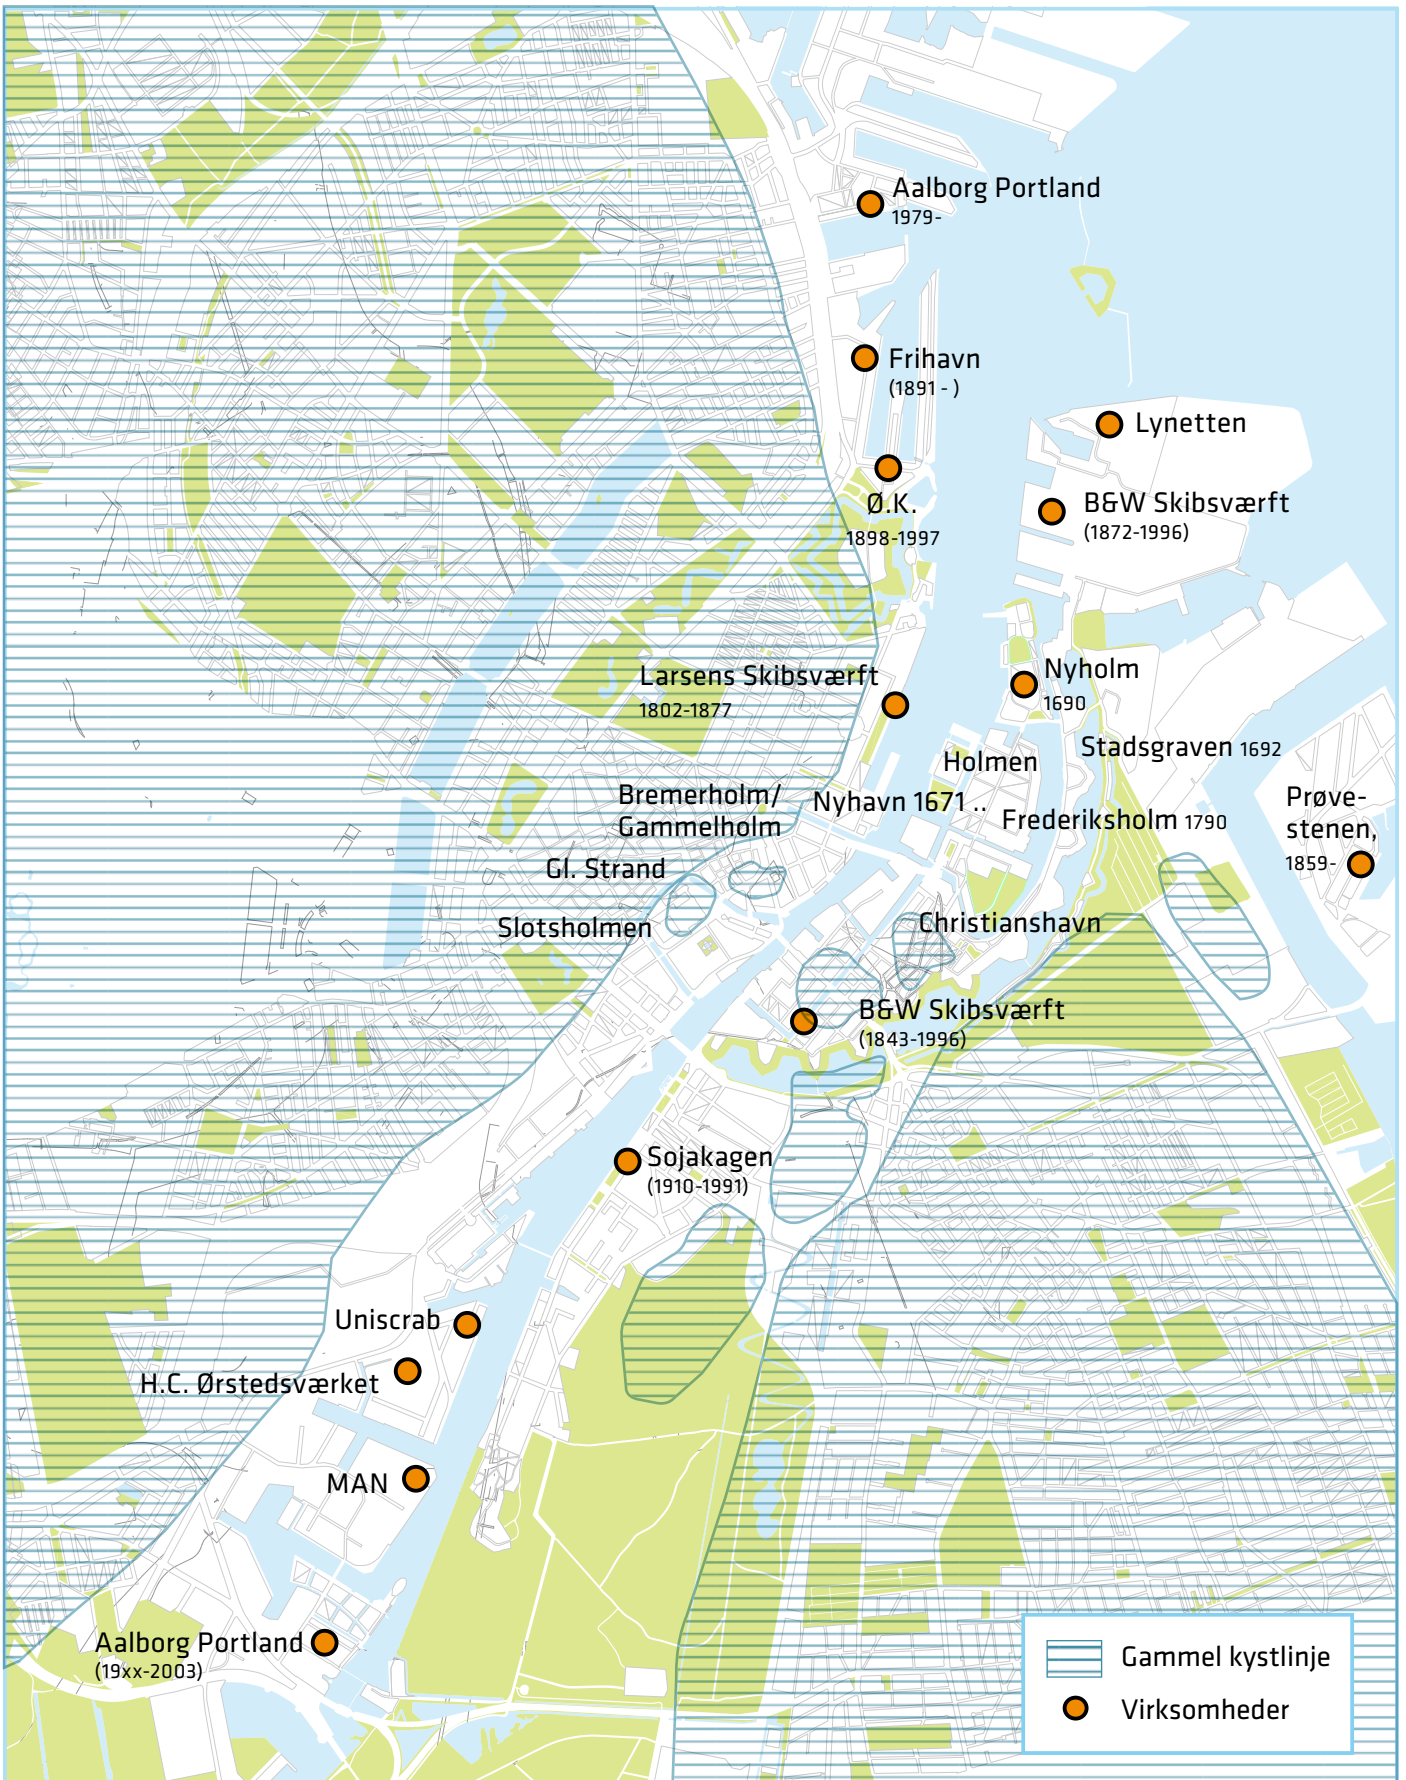 Aalborg Portland
1979-
Frihavn
(1891 - )
Lynetten
Ø.K.
1898-1997
B&W Skibsværft
(1872-1996)
Larsens Skibsværft
1802-1877
Nyholm
1690
Stadsgraven 1692
Holmen
Bremerholm/
Gammelholm
Nyhavn 1671 ..
Frederiksholm 1790
Prøve-
stenen,
1859-
Gl. Strand
Slotsholmen
Christianshavn
B&W Skibsværft
(1843-1996)
Sojakagen
(1910-1991)
Uniscrab
H.C. Ørstedsværket
MAN
Aalborg Portland
(19xx-2003)
Gammel kystlinje
Virksomheder